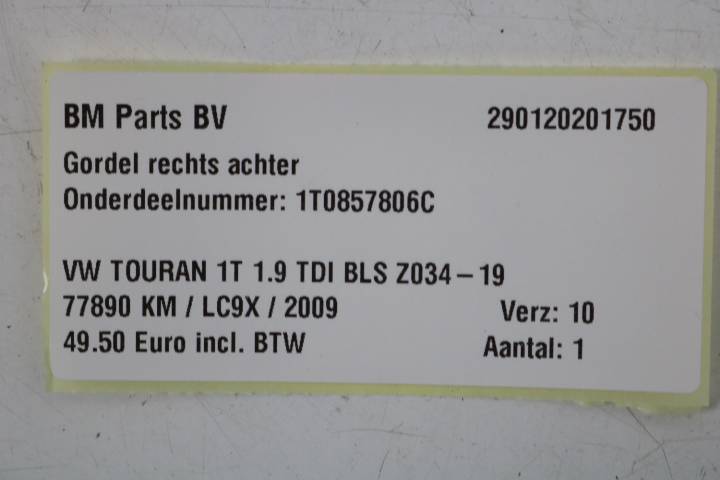 BM Parts BV 290120201750
Gordel rechts achter
Onderdeelnummer: 1T0857806C
VW TOURAN 1T 1.9 TDI BLS Z034-19
77890 KM / LC9X / 2009 Verz: 10
49.50 Euro incl. BTW Aantal: 1